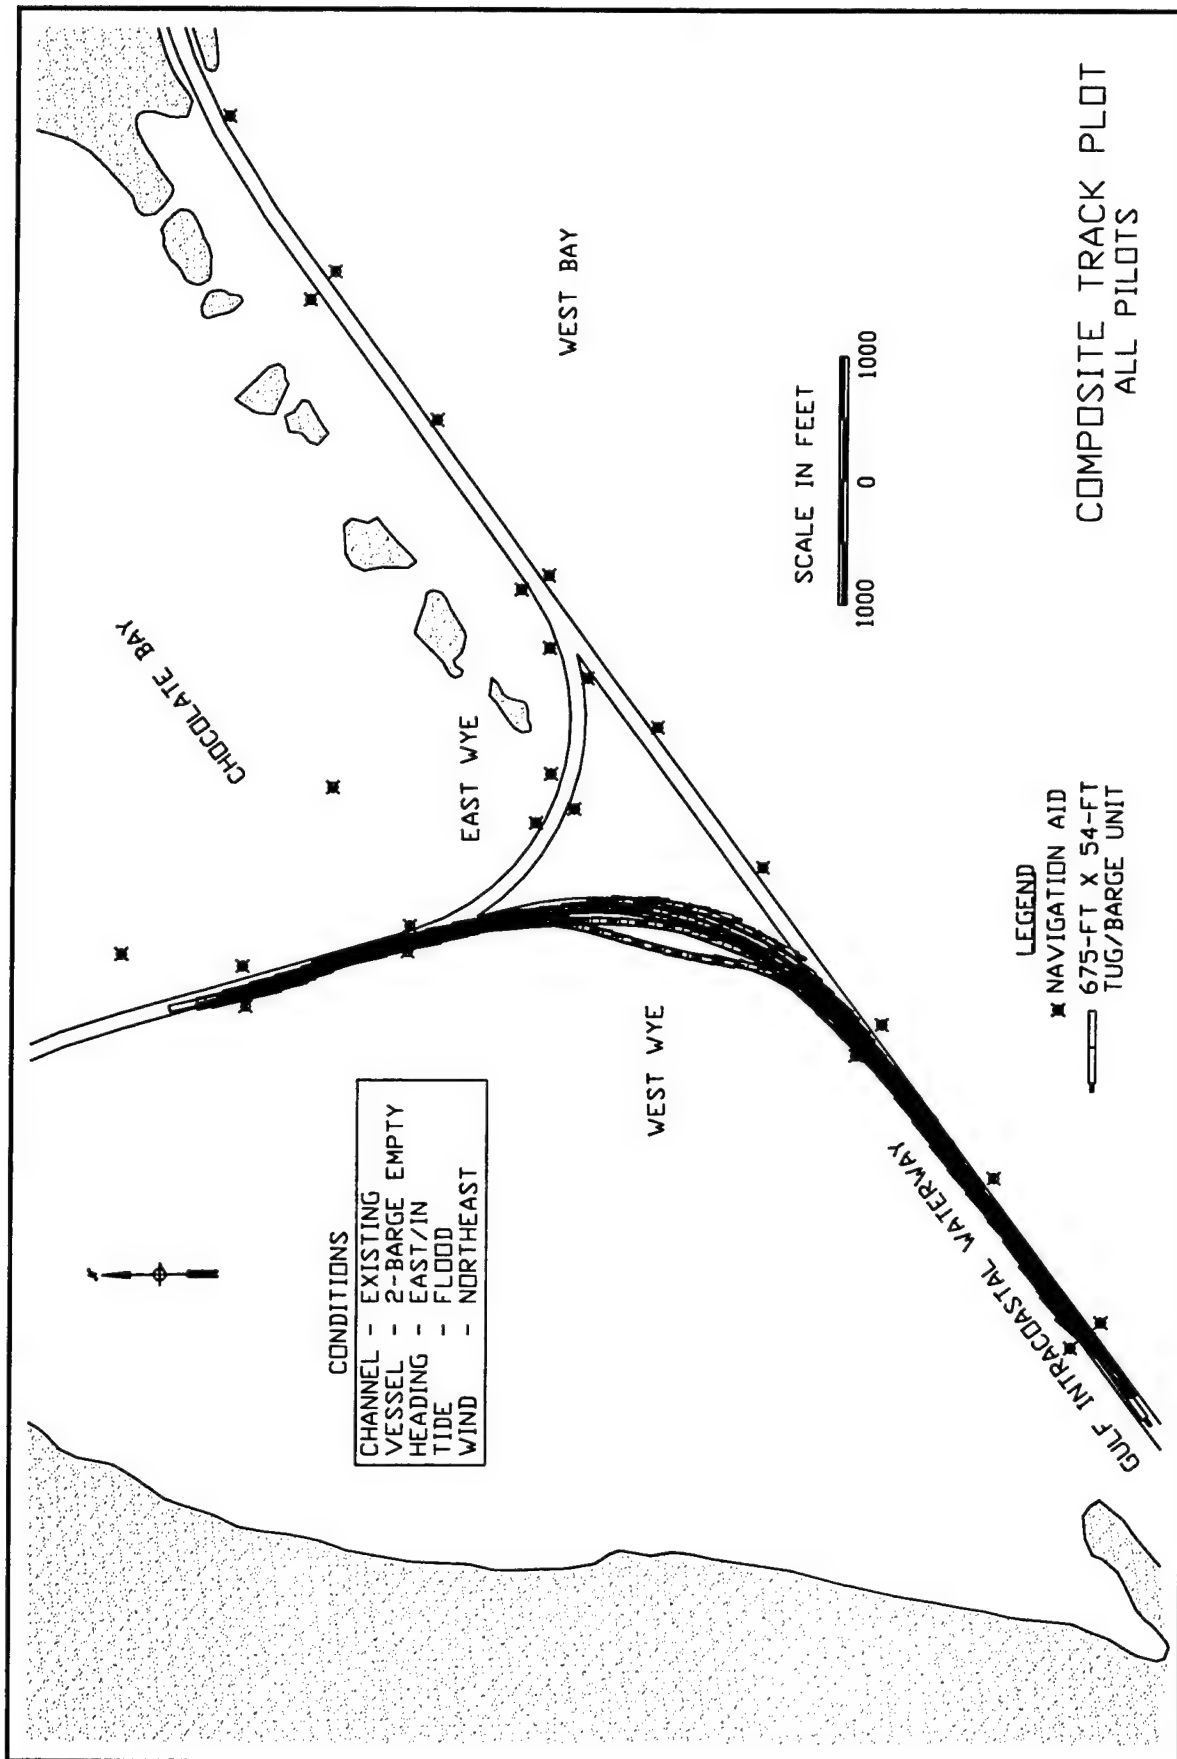 CHOCOLATE BAY
EAST WYE
WEST BAY
WEST WYE
GULF INTRACOASTAL WATERWAY
CONDITIONS
CHANNEL - EXISTING
VESSEL - 2-BARGE EMPTY
HEADING - EAST/IN
TIDE - FLOOD
WIND - NORTHEAST
SCALE IN FEET
1000 0 1000
LEGEND
NAVIGATION AID
675-FT X 54-FT
TUG/BARGE UNIT
COMPOSITE TRACK PLOT
ALL PILOTS